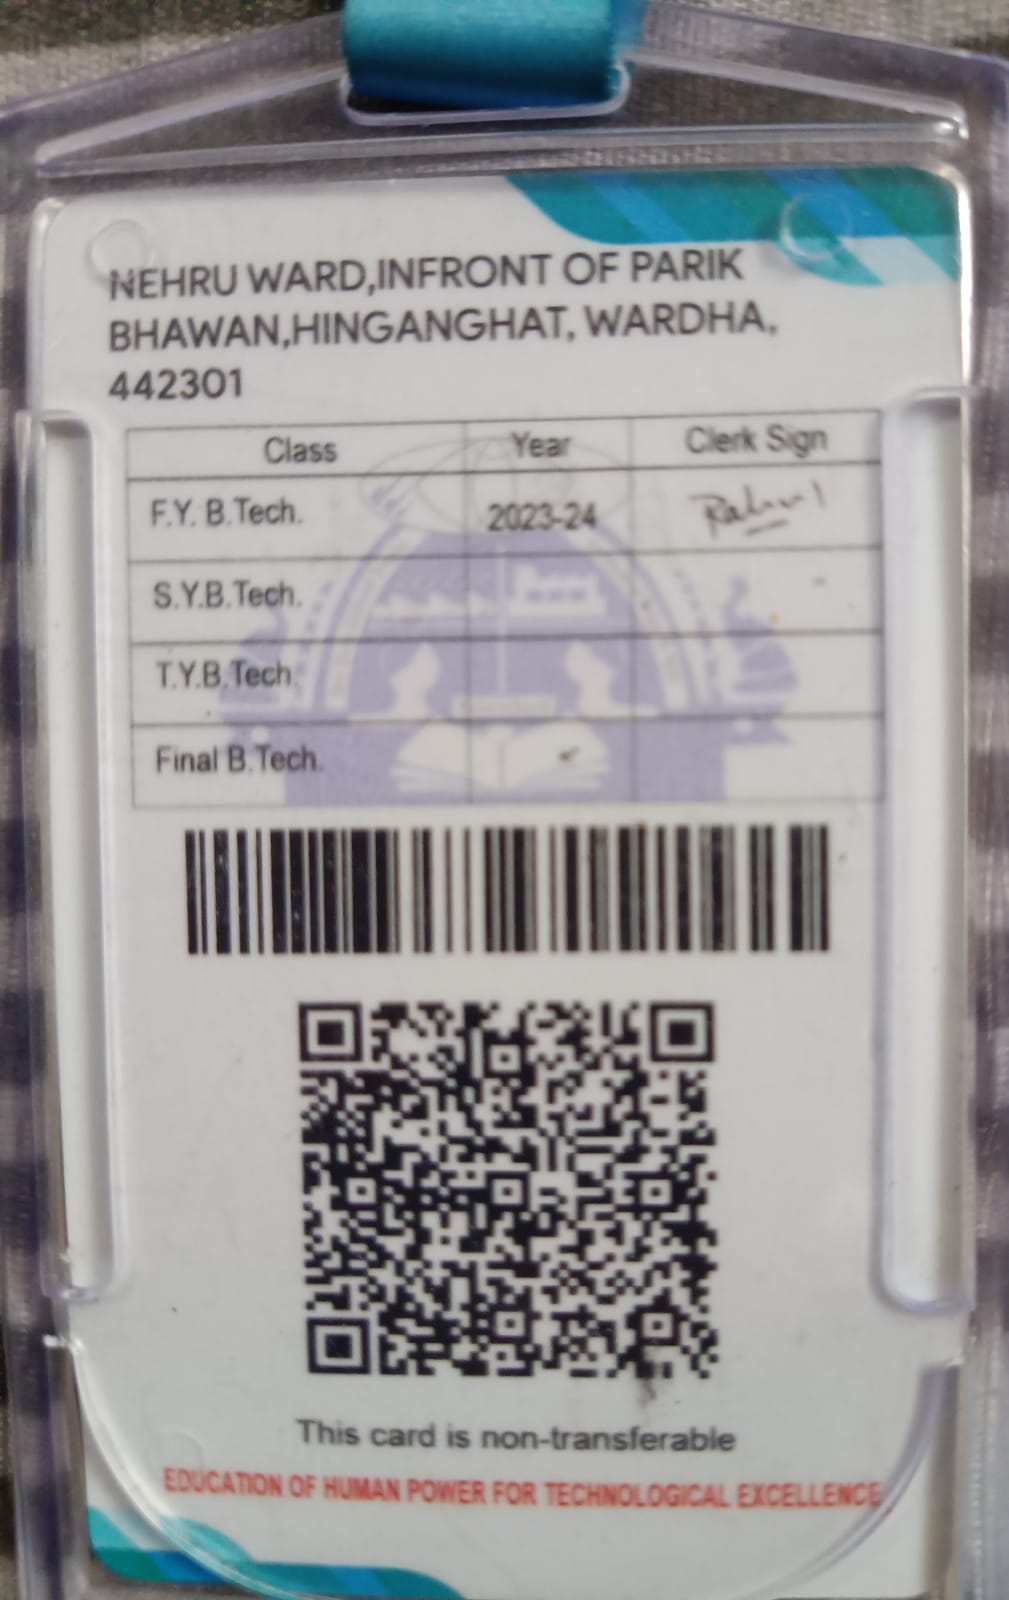 NEHRU WARD,INFRONT OF PARIK
BHAWAN,HINGANGHAT, WARDHA,
442301
Class Year Clerk Sign
F.Y. B.Tech. 2023-24 Rahul
S.Y.B.Tech.
T.Y.B.Tech.
Final B.Tech.
This card is non-transferable
EDUCATION OF HUMAN POWER FOR TECHNOLOGICAL EXCELLENCE